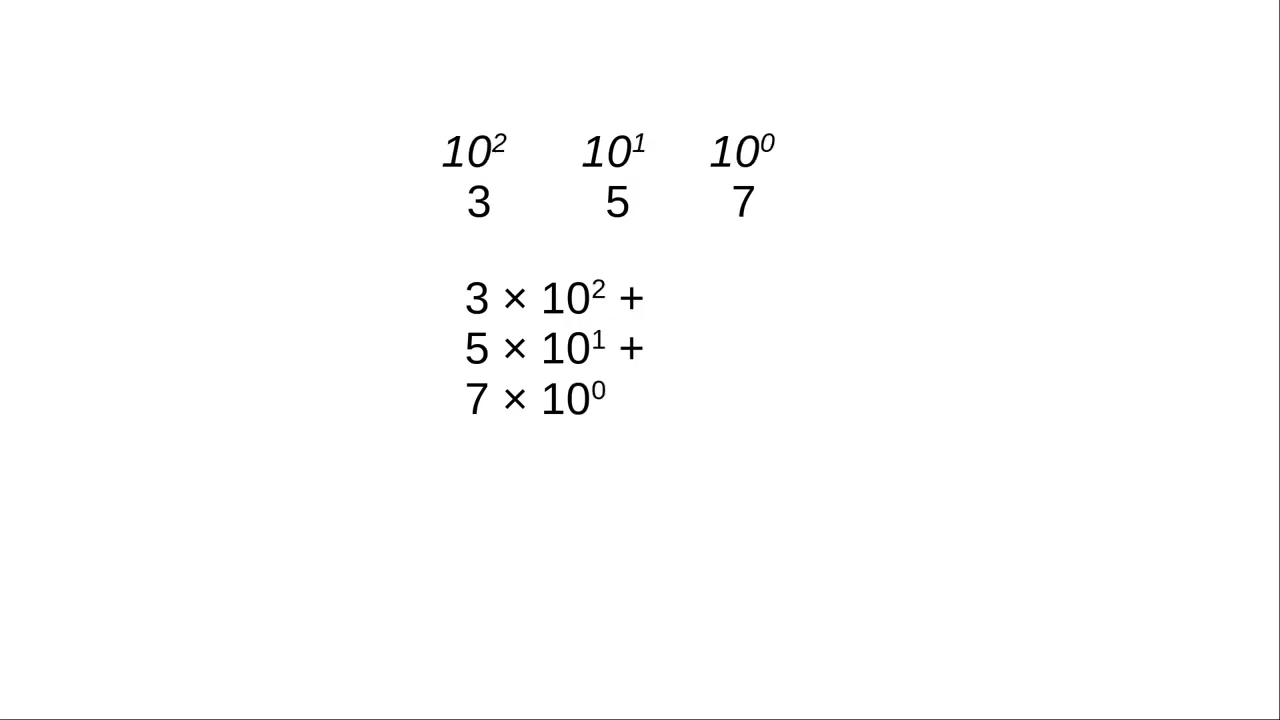 10² 10¹ 10⁰
3 5 7
3 × 10² +
5 × 10¹ +
7 × 10⁰